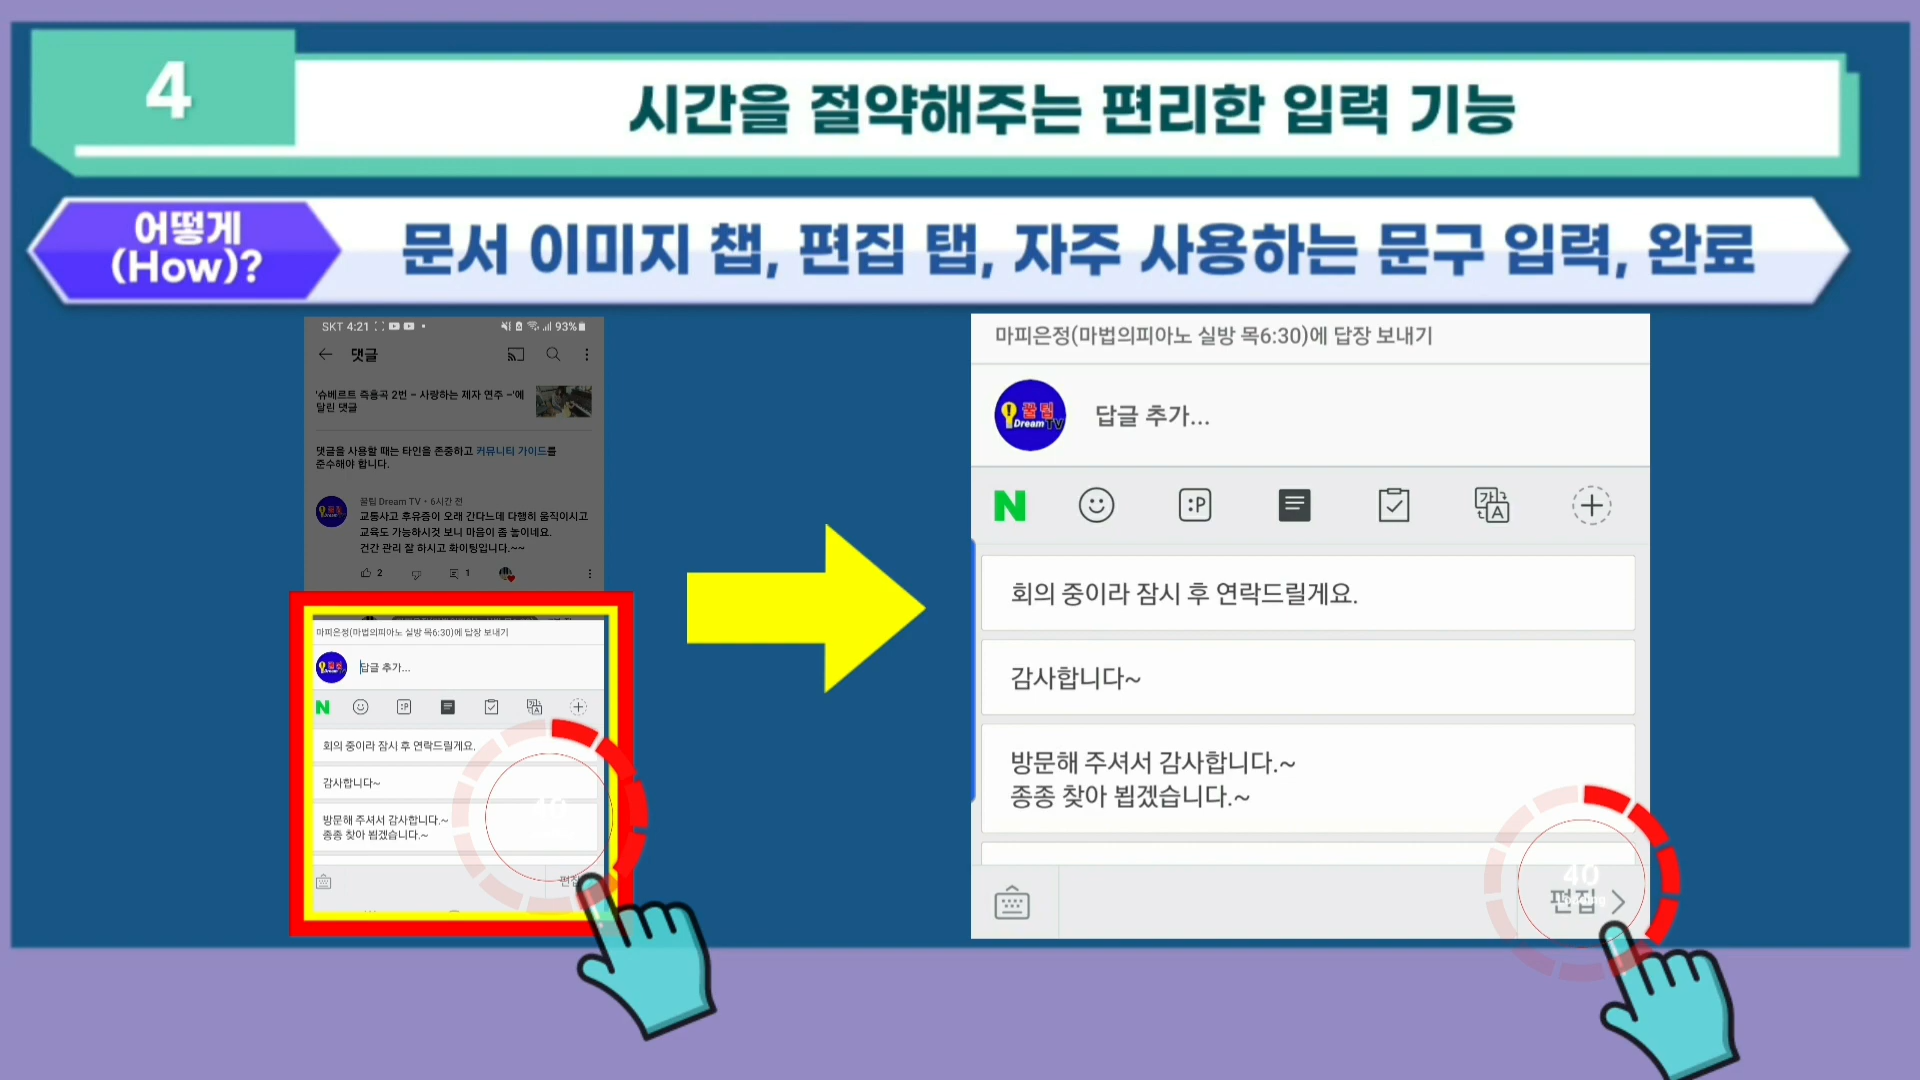 4
시간을 절약해주는 편리한 입력 기능
어떻게
(How)?
문서 이미지 챕, 편집 탭, 자주 사용하는 문구 입력, 완료
SKT 4:21
93%
댓글
'슈베르트 즉흥곡 2번 – 사랑하는 제자 연주 –'에
달린 댓글
댓글을 사용할 때는 타인을 존중하고 커뮤니티 가이드를
준수해야 합니다.
꿀팁 Dream TV • 6시간 전
교통사고 후유증이 오래 간다느데 다행히 움직이시고
교육도 가능하시컷 보니 마음이 좀 놓이네요.
건간 관리 잘 하시고 화이팅입니다.~~
2
1
마피은정(마법의피아노 실방 목6:30)에 답장 보내기
답글 추가...
N
:P
회의 중이라 잠시 후 연락드릴게요.
감사합니다~
방문해 주셔서 감사합니다.~
종종 찾아 뵙겠습니다.~
편집
마피은정(마법의피아노 실방 목6:30)에 답장 보내기
꿀팁
Dream TV
답글 추가...
N
:P
가
A
회의 중이라 잠시 후 연락드릴게요.
감사합니다~
방문해 주셔서 감사합니다.~
종종 찾아 뵙겠습니다.~
40
편집